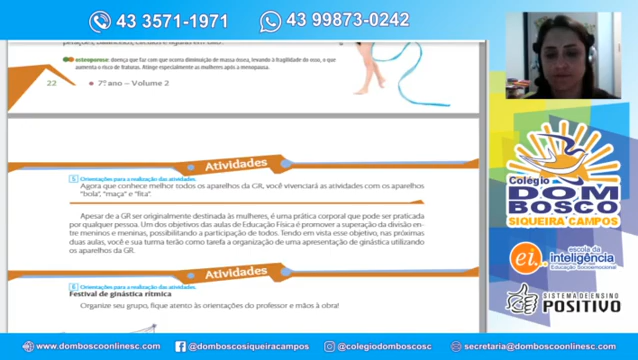 43 3571-1971
43 99873-0242
osteoporose: doença que faz com que ocorra diminuição de massa óssea, levando à fragilidade do osso, o que
aumenta o risco de fraturas. Atinge especialmente as mulheres após a menopausa.
22
7º. ano – Volume 2
Atividades
5 Orientações para a realização das atividades.
Agora que conhece melhor todos os aparelhos da GR, você vivenciará as atividades com os aparelhos
"bola", "maça" e "fita".
Apesar de a GR ser originalmente destinada às mulheres, é uma prática corporal que pode ser praticada
por qualquer pessoa. Um dos objetivos das aulas de Educação Física é promover a superação da divisão en-
tre meninos e meninas, possibilitando a participação de todos. Tendo em vista esse objetivo, nas próximas
duas aulas, você e sua turma terão como tarefa a organização de uma apresentação de ginástica utilizando
os aparelhos da GR.
Atividades
6 Orientações para a realização das atividades.
Festival de ginástica rítmica
Organize seu grupo, fique atento às orientações do professor e mãos à obra!
Colégio
DOM
BOSCO
SIQUEIRA CAMPOS
ei.
escola da
inteligência
Educação Socioemocional
SISTEMA DE ENSINO
POSITIVO
www.domboscoonlinesc.com
@domboscosiqueiracampos
@colegiodomboscosc
secretaria@domboscoonlinesc.com